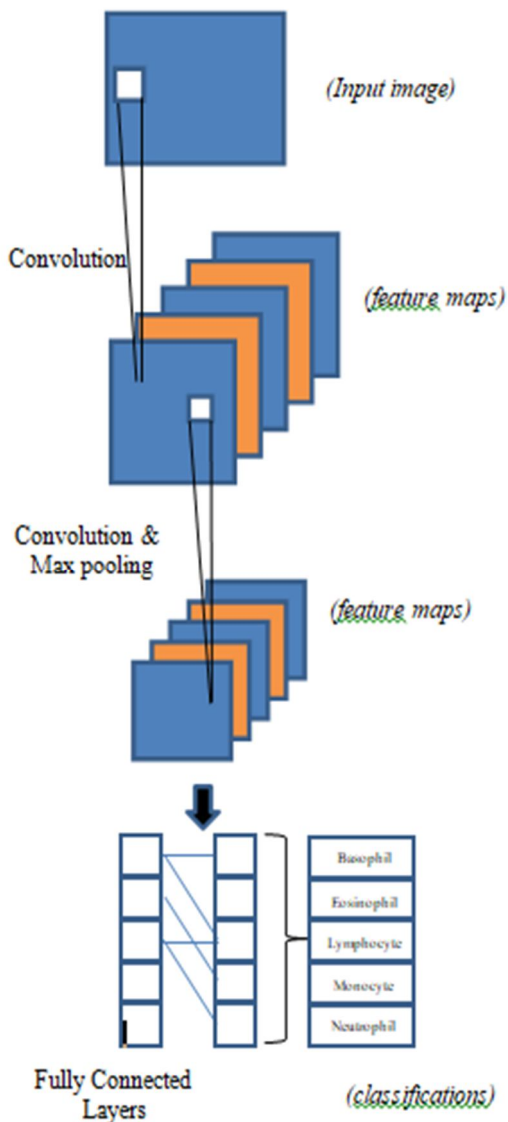 (Input image)
Convolution
(feature maps)
Convolution &
Max pooling
(feature maps)
Basophil
Eosinophil
Lymphocyte
Monocyte
Neutrophil
Fully Connected
Layers
(classifications)